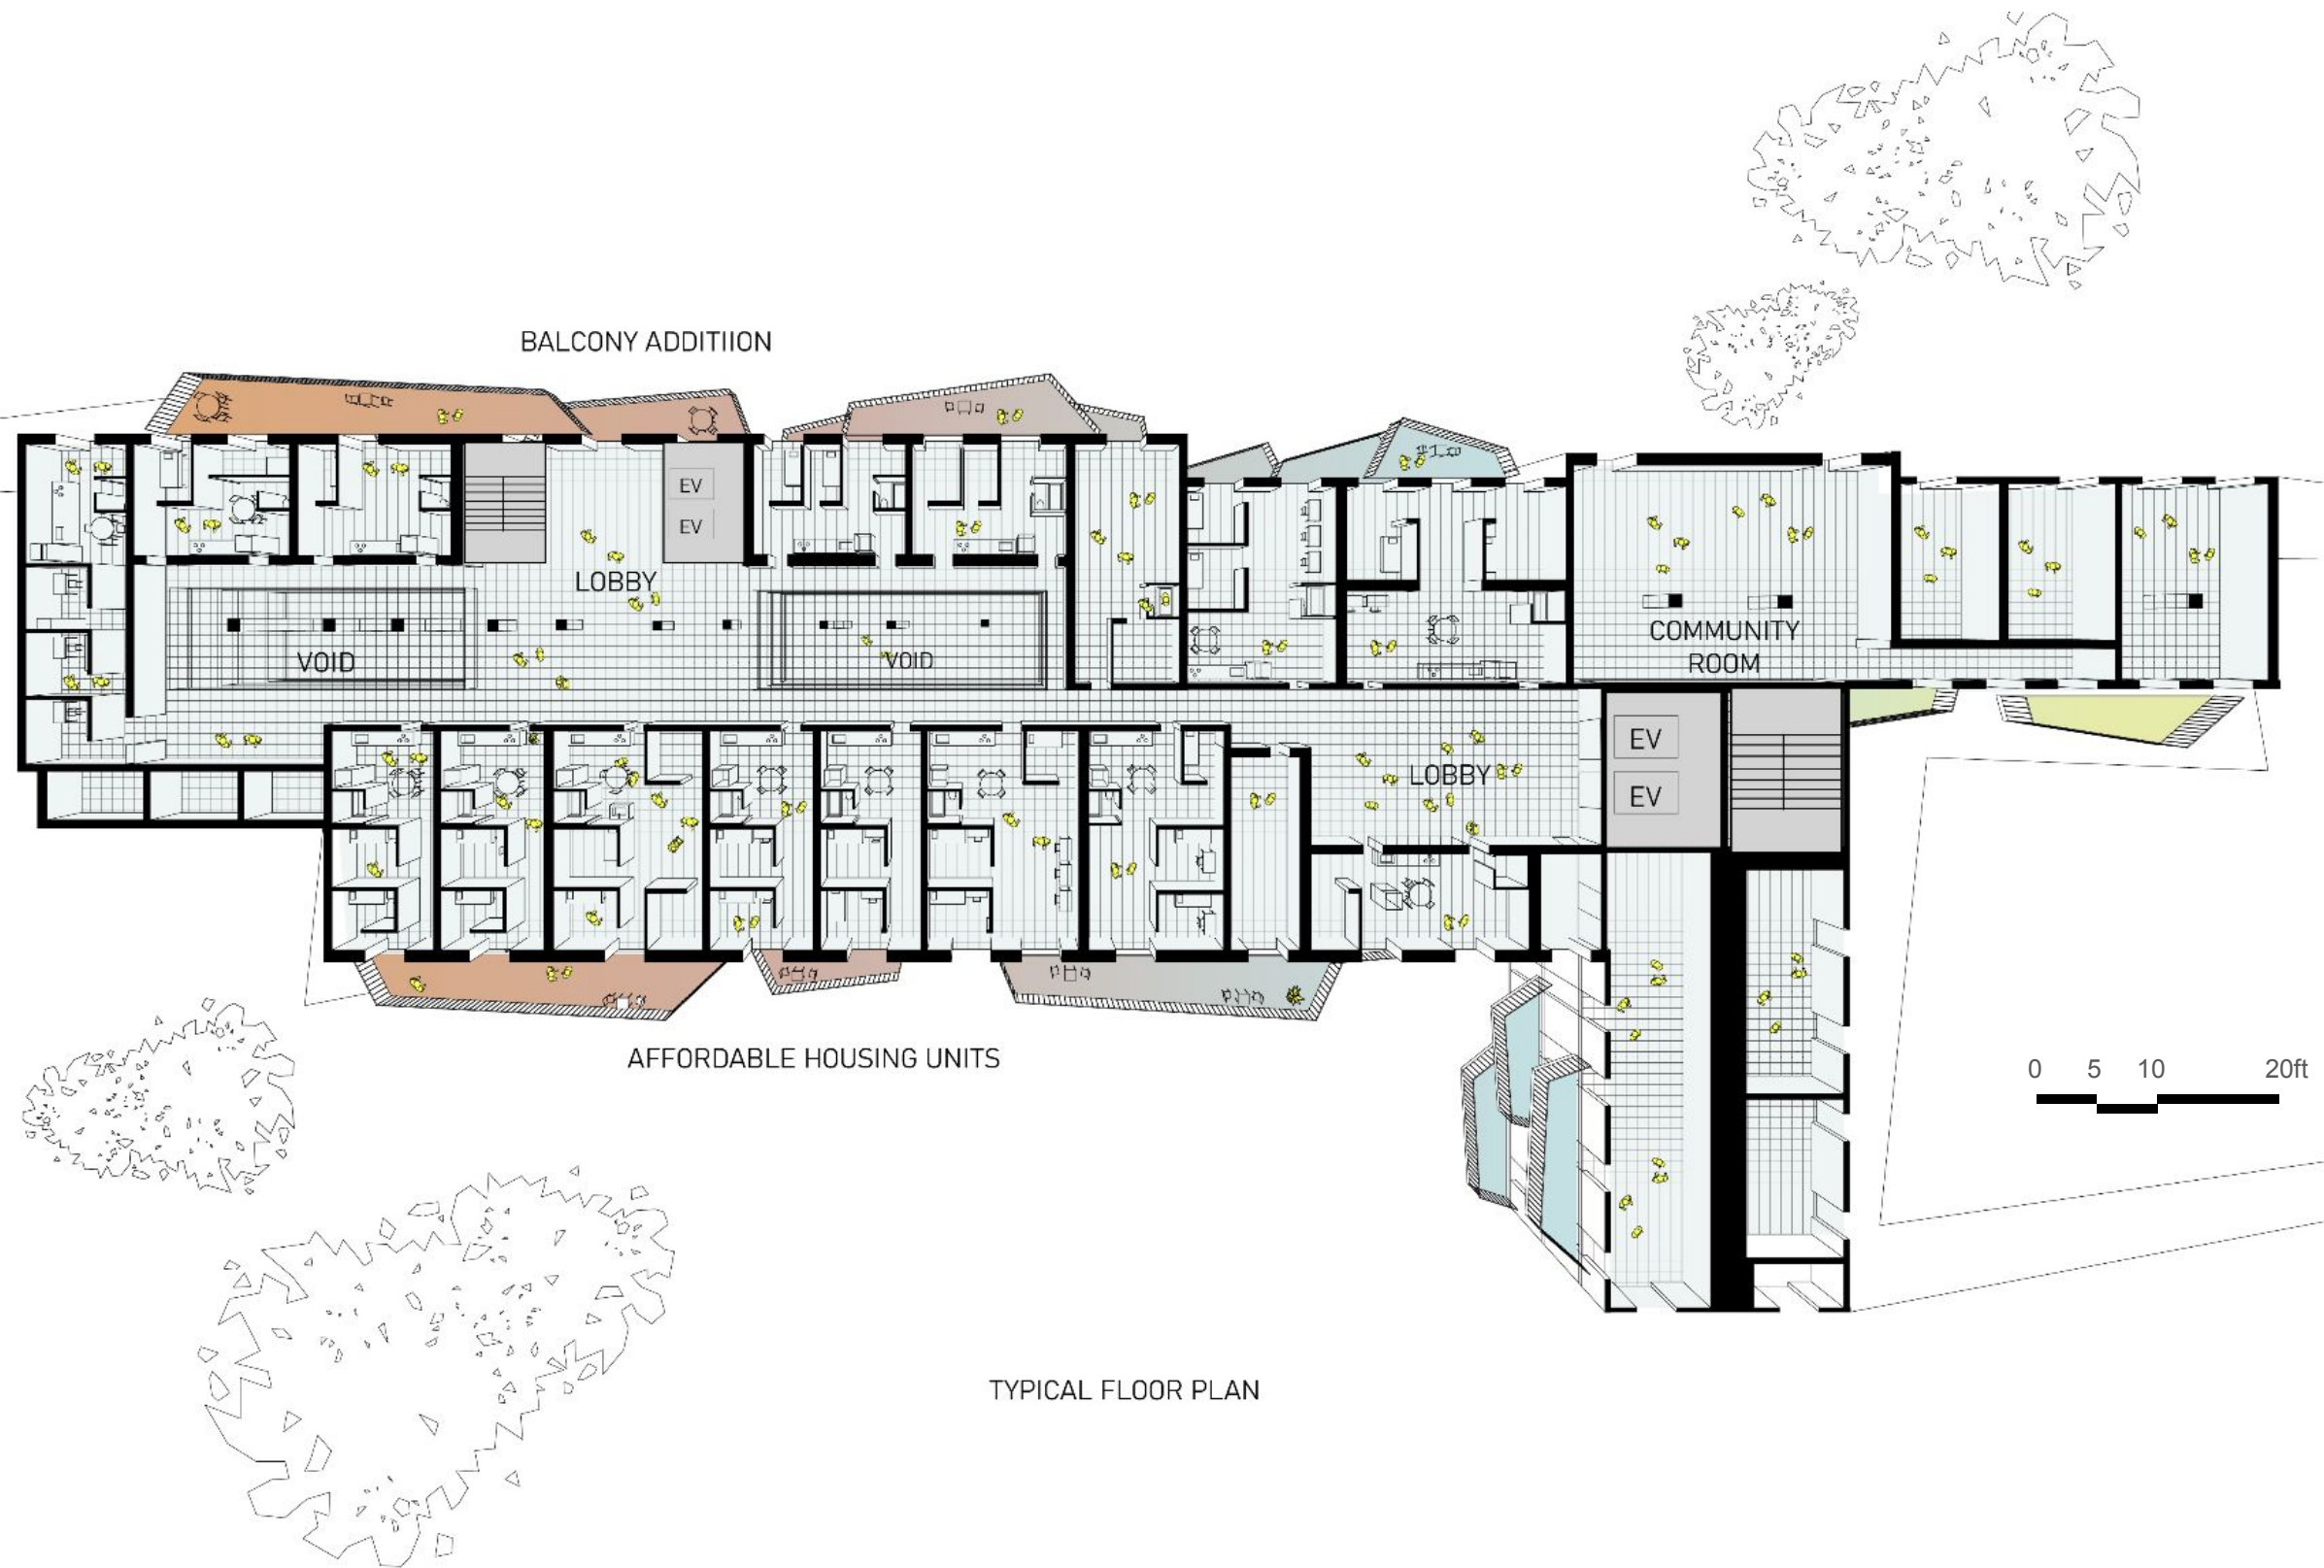 BALCONY ADDITIION
EV
EV
LOBBY
VOID
VOID
COMMUNITY
ROOM
EV
LOBBY
EV
AFFORDABLE HOUSING UNITS
0 5 10 20ft
TYPICAL FLOOR PLAN